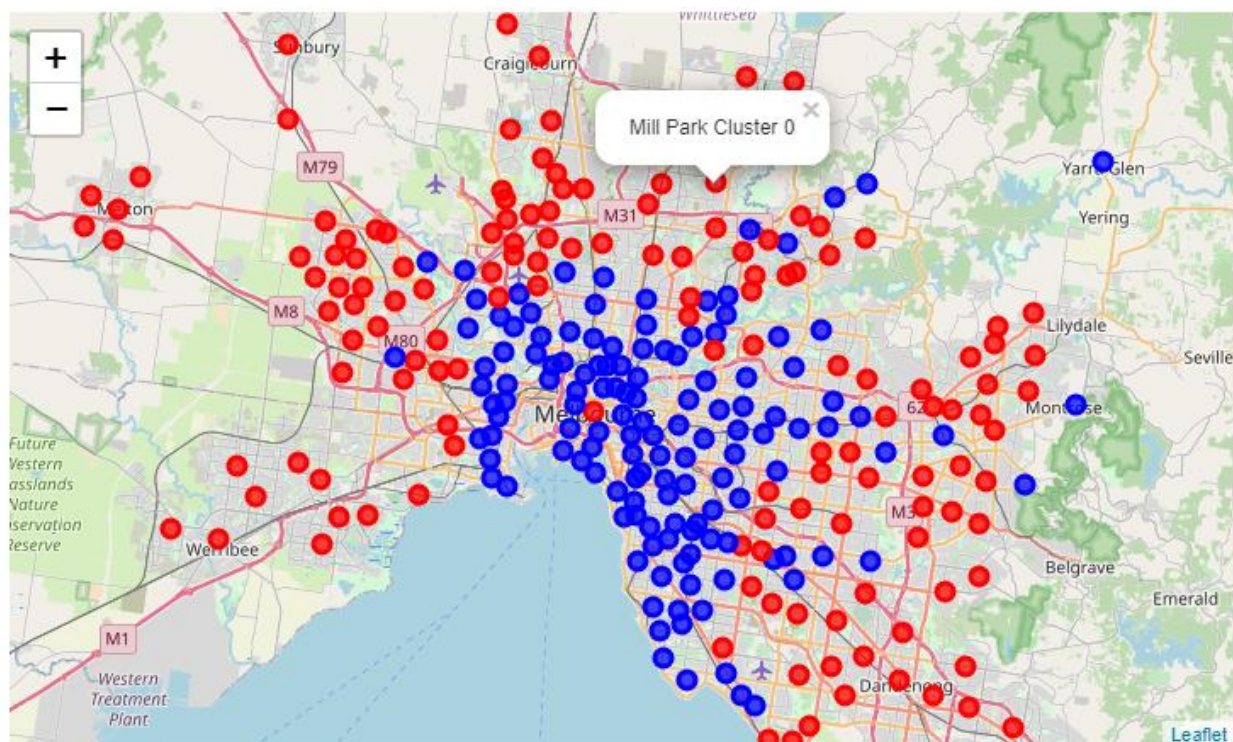 Whittlesea
+
−
Sunbury
Craigieburn
×
Mill Park Cluster 0
M79
Yarra Glen
Melton
M31
Yering
M8
Lilydale
M80
Seville
62
Montrose
Melbourne
Future
Western
Grasslands
Nature
Conservation
Reserve
M3
Werribee
Belgrave
Emerald
M1
Western
Treatment
Plant
Dandenong
Leaflet